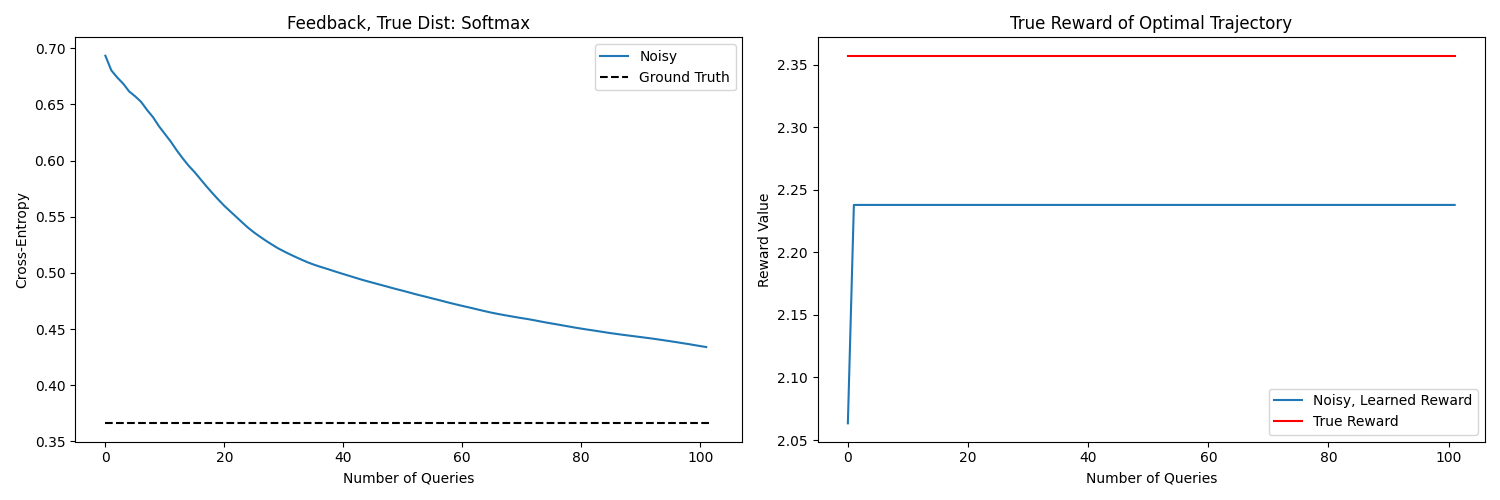 Feedback, True Dist: Softmax
0.70
0.65
0.60
0.55
0.50
0.45
0.40
0.35
Cross-Entropy
Noisy
Ground Truth
0
20
40
60
80
100
Number of Queries
True Reward of Optimal Trajectory
2.35
2.30
2.25
2.20
2.15
2.10
2.05
Reward Value
Noisy, Learned Reward
True Reward
0
20
40
60
80
100
Number of Queries